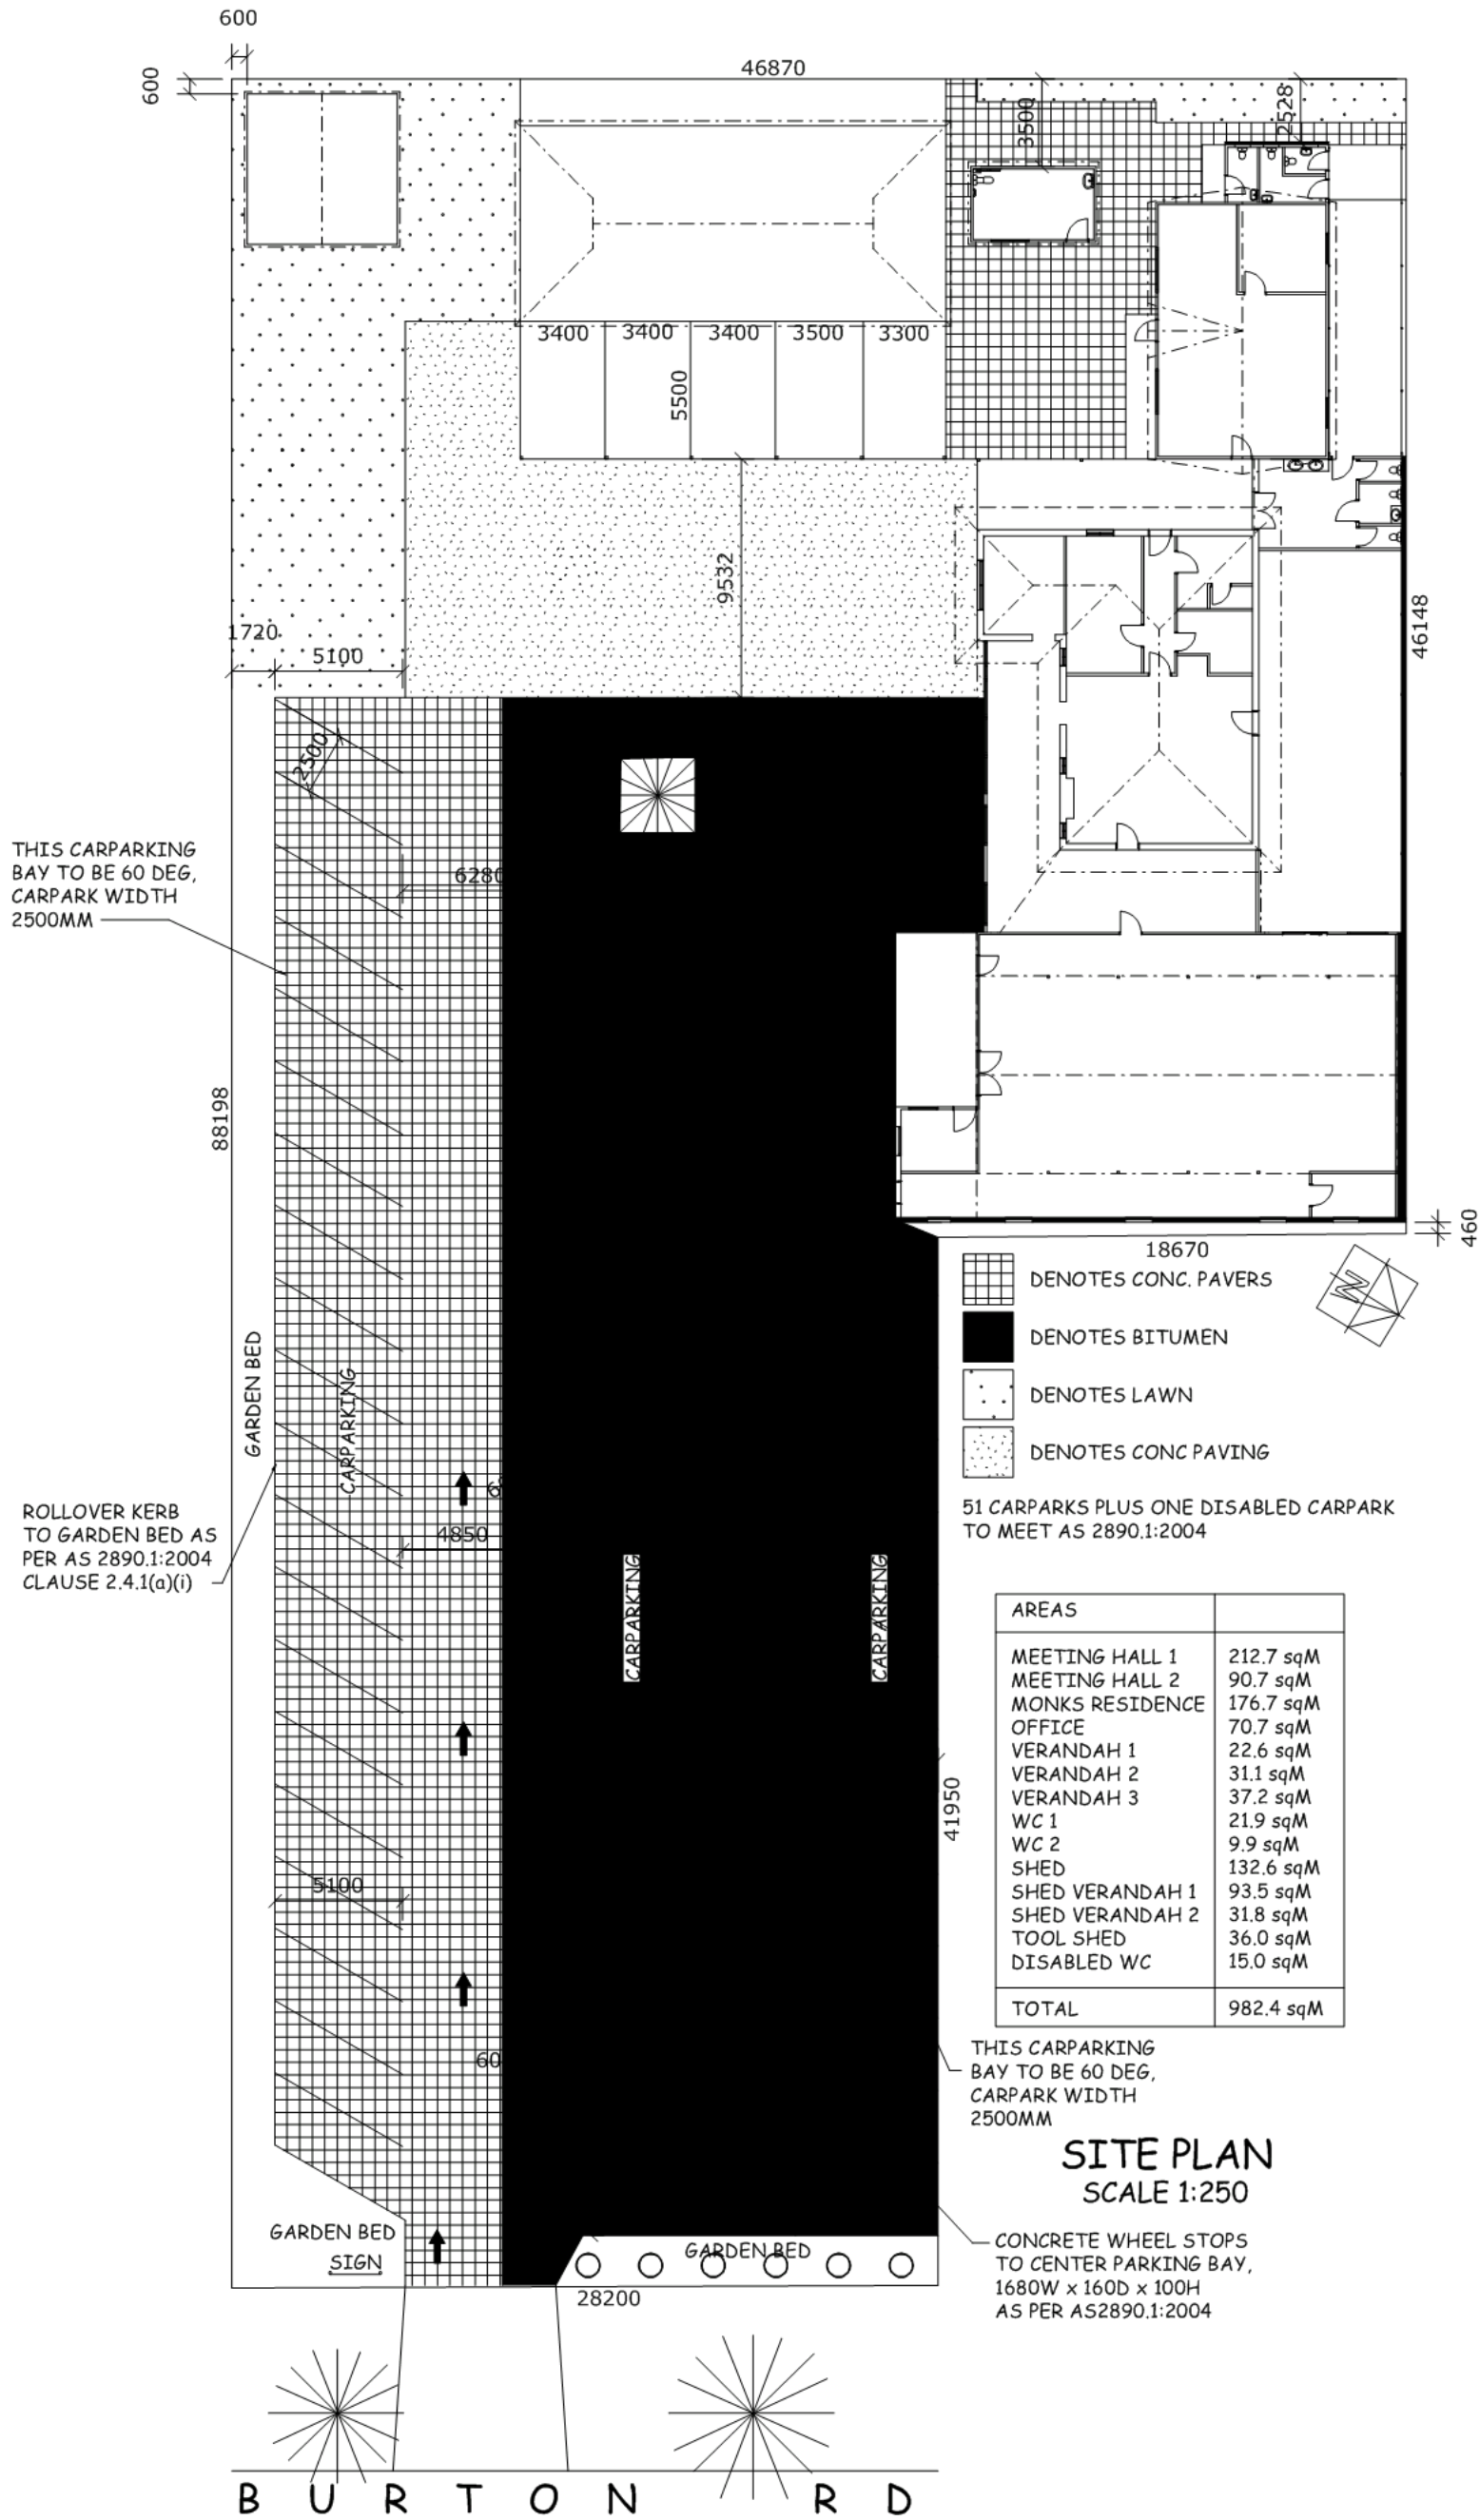 600
600
46870
3500
2528
3400
3400
3400
3500
3300
5500
9532
46148
1720
5100
2500
THIS CARPARKING
BAY TO BE 60 DEG,
CARPARK WIDTH
2500MM
6280
88198
GARDEN BED
CARPARKING
460
18670
DENOTES CONC. PAVERS
N
DENOTES BITUMEN
DENOTES LAWN
DENOTES CONC PAVING
51 CARPARKS PLUS ONE DISABLED CARPARK
TO MEET AS 2890.1:2004
ROLLOVER KERB
TO GARDEN BED AS
PER AS 2890.1:2004
CLAUSE 2.4.1(a)(i)
4850
CARPARKING
CARPARKING
41950
AREAS
MEETING HALL 1 212.7 sqM
MEETING HALL 2 90.7 sqM
MONKS RESIDENCE 176.7 sqM
OFFICE 70.7 sqM
VERANDAH 1 22.6 sqM
VERANDAH 2 31.1 sqM
VERANDAH 3 37.2 sqM
WC 1 21.9 sqM
WC 2 9.9 sqM
SHED 132.6 sqM
SHED VERANDAH 1 93.5 sqM
SHED VERANDAH 2 31.8 sqM
TOOL SHED 36.0 sqM
DISABLED WC 15.0 sqM
TOTAL 982.4 sqM
5100
60
THIS CARPARKING
BAY TO BE 60 DEG,
CARPARK WIDTH
2500MM
SITE PLAN
SCALE 1:250
GARDEN BED
SIGN
GARDEN BED
CONCRETE WHEEL STOPS
TO CENTER PARKING BAY,
1680W x 160D x 100H
AS PER AS2890.1:2004
28200
BURTON RD